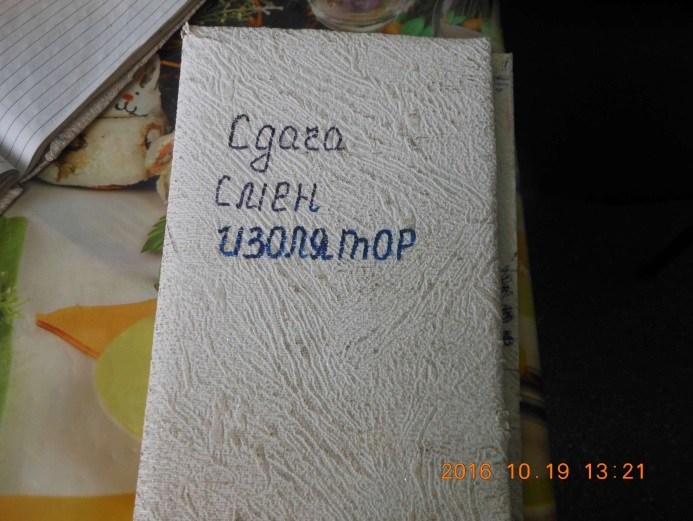 Сдача
смен
изолятор
2016.10.19 13:21